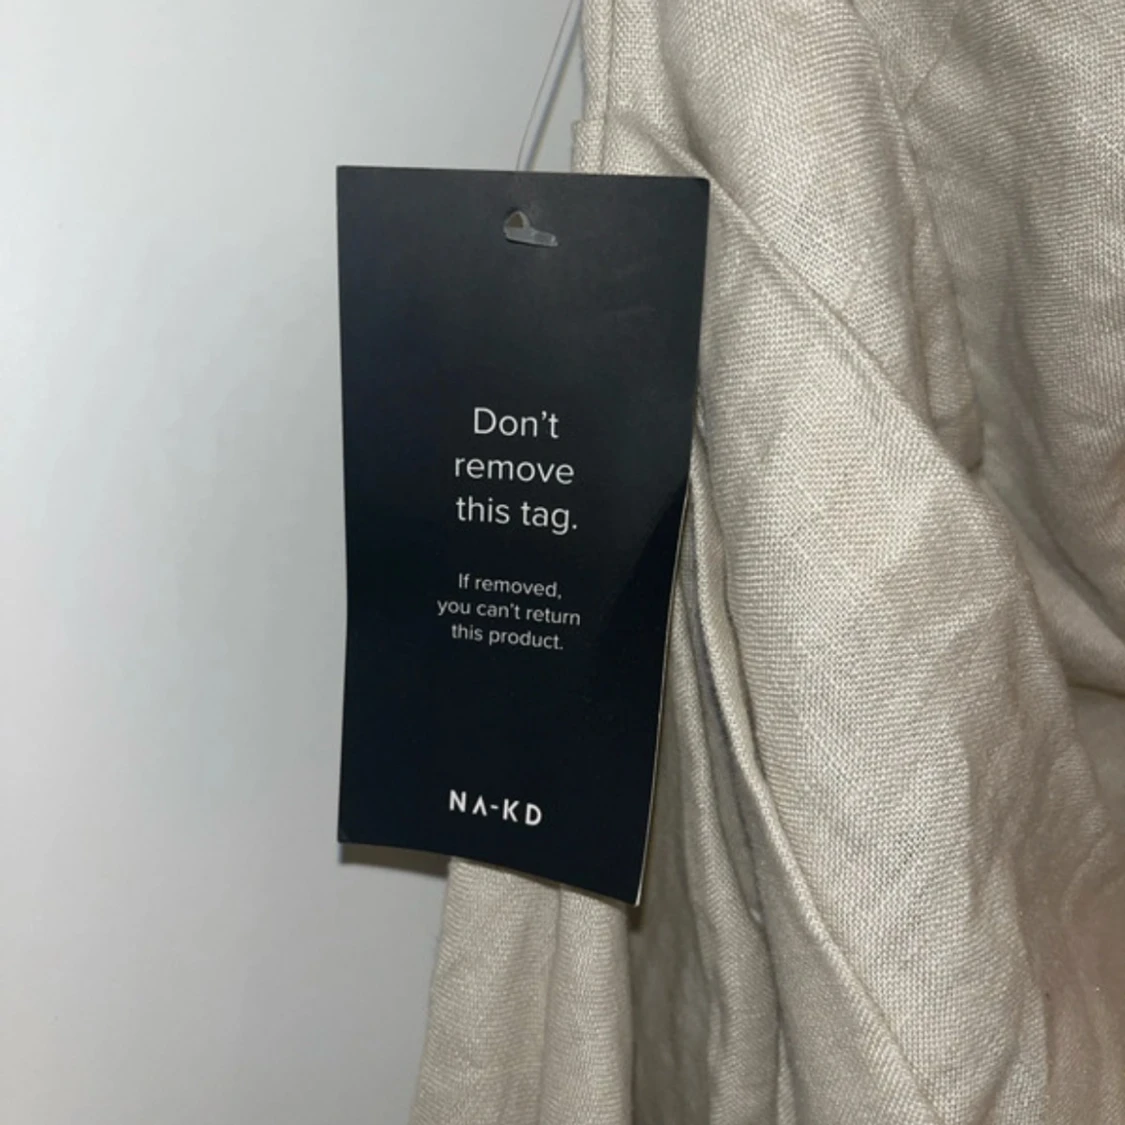 Don't
remove
this tag.
If removed,
you can't return
this product.
NA-KD